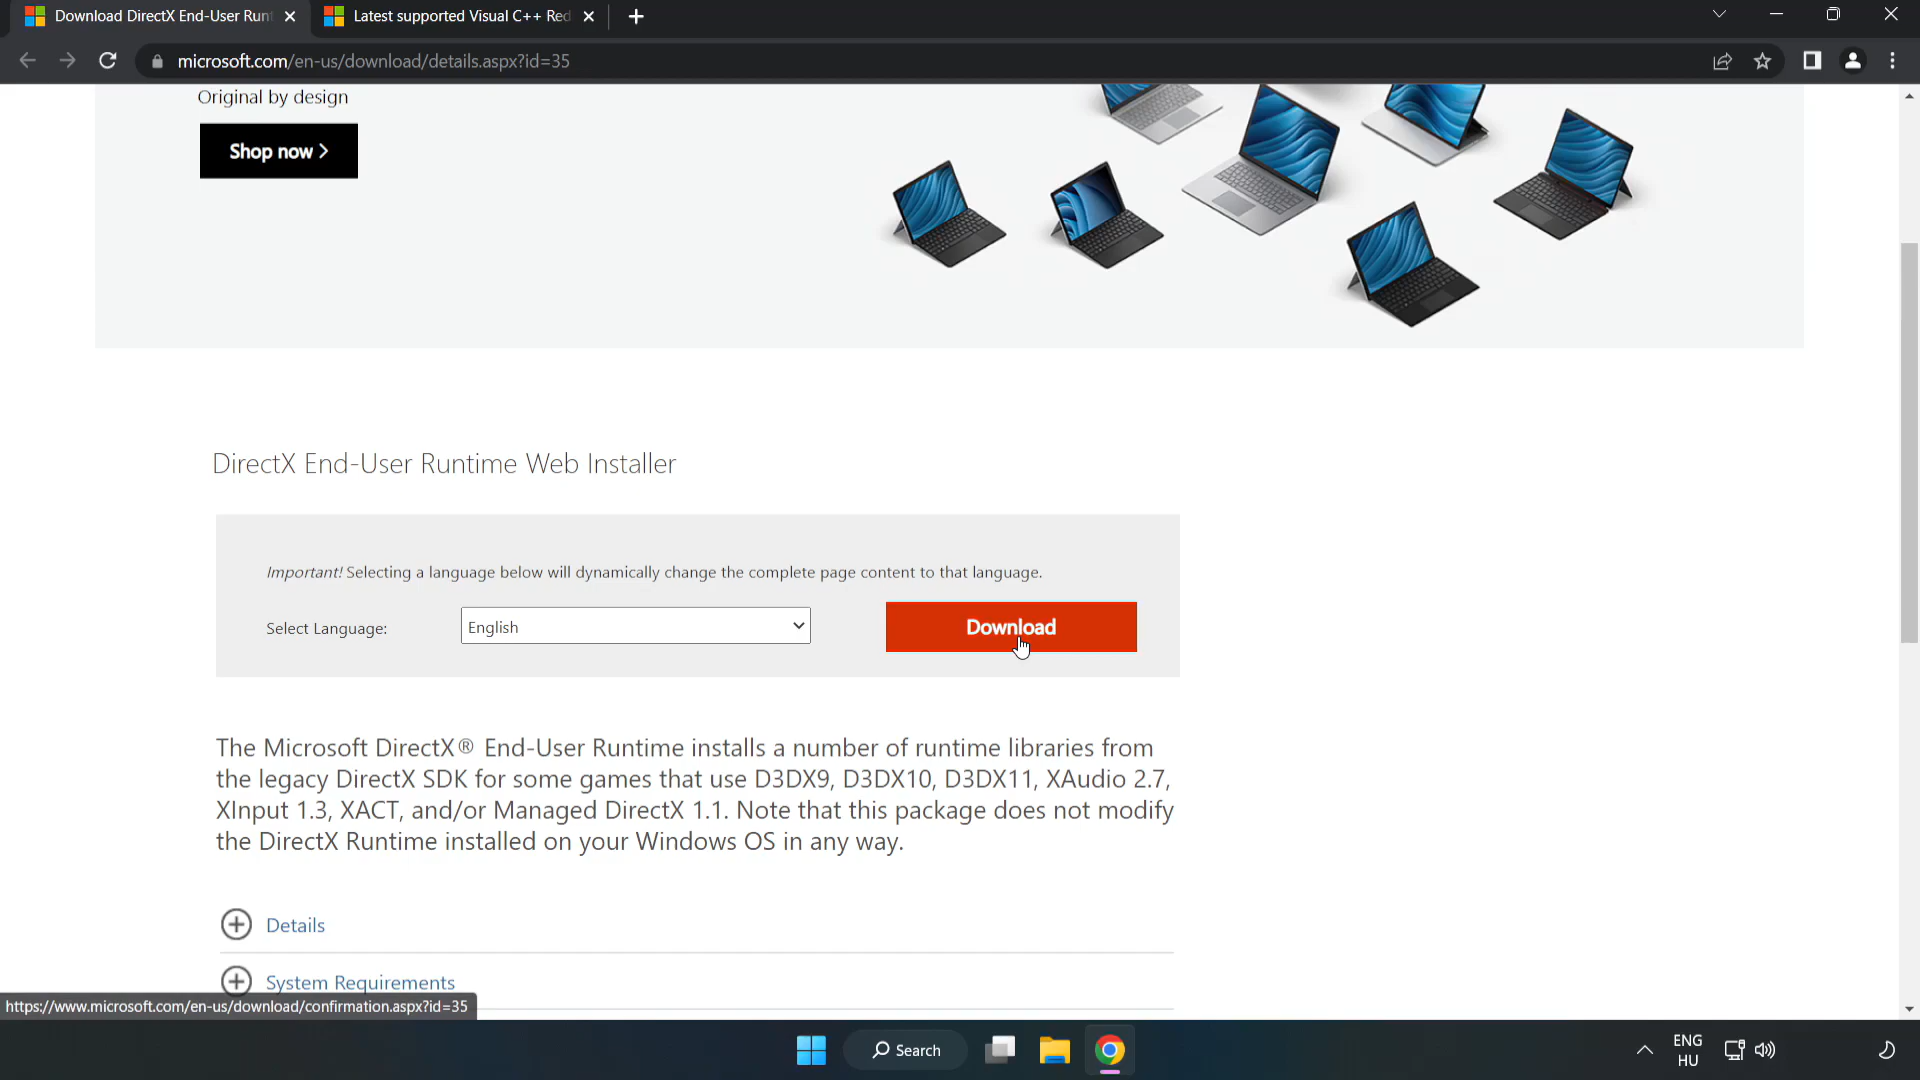 Download DirectX End-User Runt
Latest supported Visual C++ Red
microsoft.com/en-us/download/details.aspx?id=35
Original by design
Shop now >
DirectX End-User Runtime Web Installer
Important! Selecting a language below will dynamically change the complete page content to that language.
Select Language:
English
Download
The Microsoft DirectX® End-User Runtime installs a number of runtime libraries from
the legacy DirectX SDK for some games that use D3DX9, D3DX10, D3DX11, XAudio 2.7,
XInput 1.3, XACT, and/or Managed DirectX 1.1. Note that this package does not modify
the DirectX Runtime installed on your Windows OS in any way.
Details
System Requirements
https://www.microsoft.com/en-us/download/confirmation.aspx?id=35
Search
ENG
HU